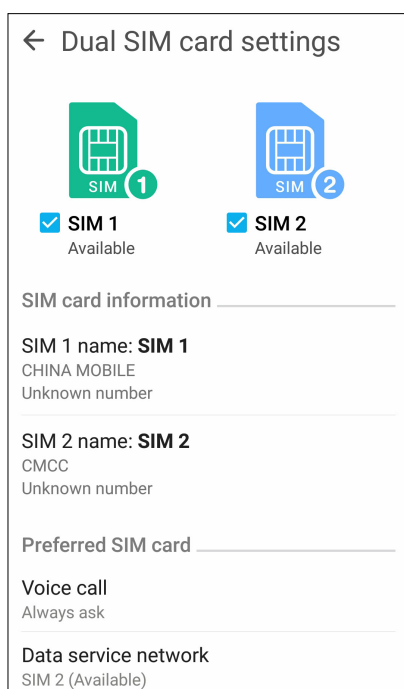 Dual SIM card settings
SIM 1
SIM 2
SIM 1
SIM 2
Available
Available
SIM card information
SIM 1 name: SIM 1
CHINA MOBILE
Unknown number
SIM 2 name: SIM 2
CMCC
Unknown number
Preferred SIM card
Voice call
Always ask
Data service network
SIM 2 (Available)